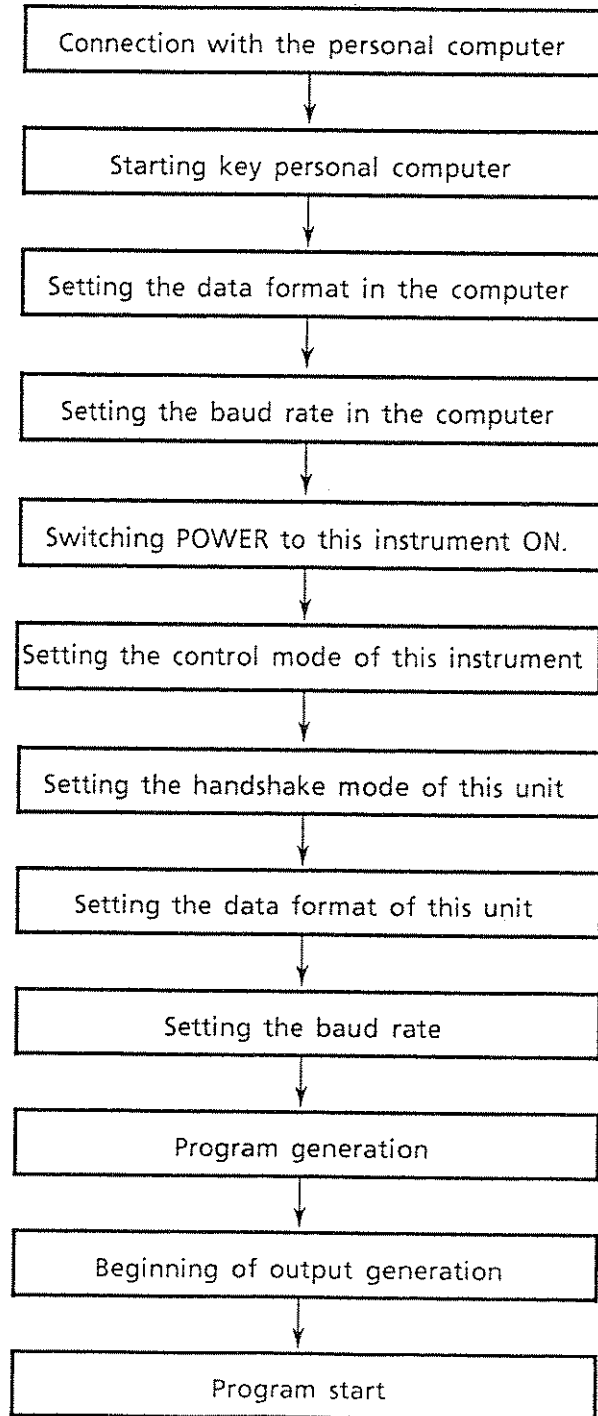 Connection with the personal computer
Starting key personal computer
Setting the data format in the computer
Setting the baud rate in the computer
Switching POWER to this instrument ON.
Setting the control mode of this instrument
Setting the handshake mode of this unit
Setting the data format of this unit
Setting the baud rate
Program generation
Beginning of output generation
Program start